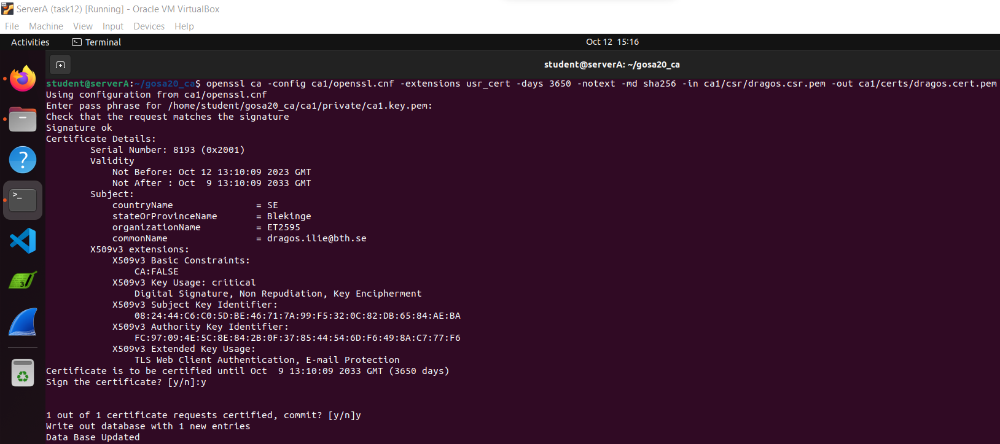 ServerA (task12) [Running] - Oracle VM VirtualBox
File Machine View Input Devices Help
Activities Terminal Oct 12 15:16
student@serverA: ~/gosa20_ca
student@serverA:~/gosa20_ca$ openssl ca -config ca1/openssl.cnf -extensions usr_cert -days 3650 -notext -md sha256 -in ca1/csr/dragos.csr.pem -out ca1/certs/dragos.cert.pem
Using configuration from ca1/openssl.cnf
Enter pass phrase for /home/student/gosa20_ca/ca1/private/ca1.key.pem:
Check that the request matches the signature
Signature ok
Certificate Details:
Serial Number: 8193 (0x2001)
Validity
Not Before: Oct 12 13:10:09 2023 GMT
Not After : Oct  9 13:10:09 2033 GMT
Subject:
countryName = SE
stateOrProvinceName = Blekinge
organizationName = ET2595
commonName = dragos.ilie@bth.se
X509v3 extensions:
X509v3 Basic Constraints:
CA:FALSE
X509v3 Key Usage: critical
Digital Signature, Non Repudiation, Key Encipherment
X509v3 Subject Key Identifier:
08:24:44:C6:C0:5D:BE:46:71:7A:99:F5:32:0C:82:DB:65:84:AE:BA
X509v3 Authority Key Identifier:
FC:97:09:4E:5C:8E:84:2B:0F:37:85:44:54:6D:F6:49:8A:C7:77:F6
X509v3 Extended Key Usage:
TLS Web Client Authentication, E-mail Protection
Certificate is to be certified until Oct  9 13:10:09 2033 GMT (3650 days)
Sign the certificate? [y/n]:y
1 out of 1 certificate requests certified, commit? [y/n]y
Write out database with 1 new entries
Data Base Updated